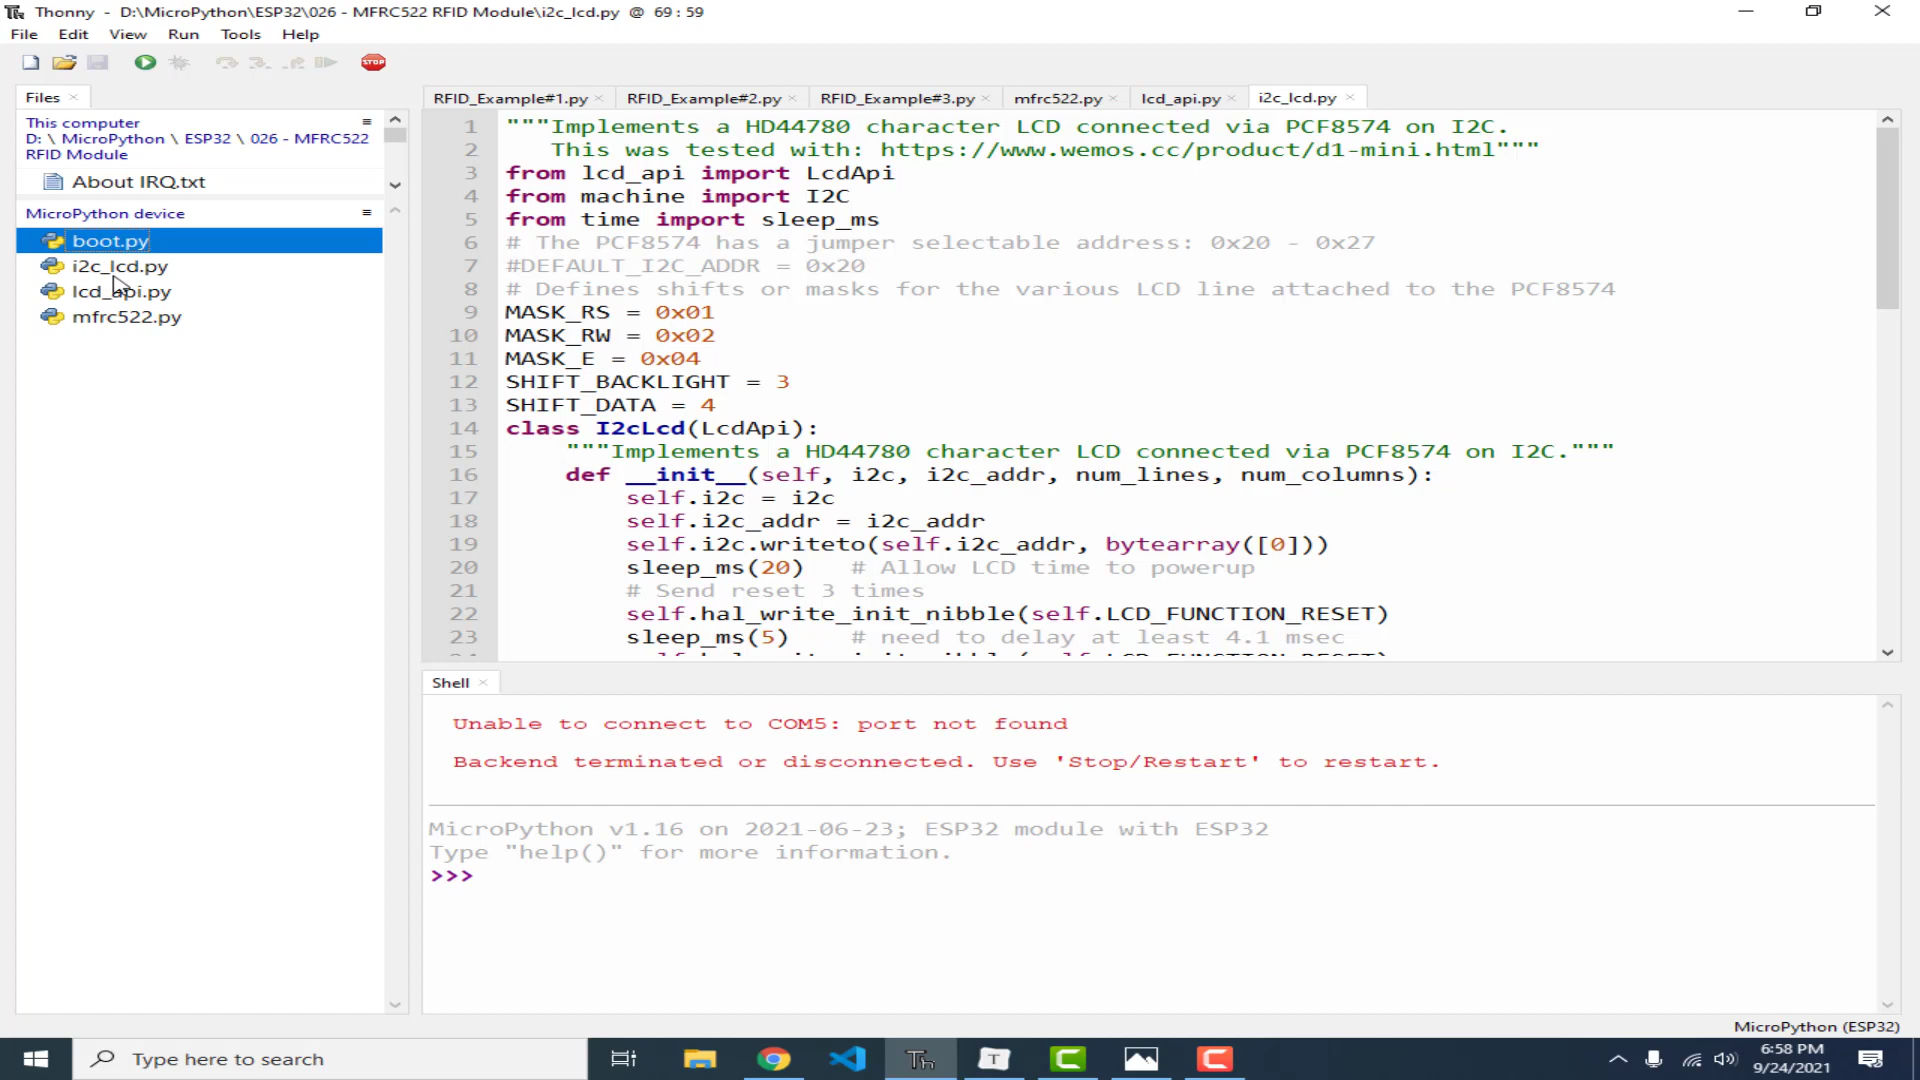 Thonny - D:\MicroPython\ESP32\026 - MFRC522 RFID Module\i2c_lcd.py @ 69 : 59
File Edit View Run Tools Help
STOP
Files
This computer
D: \ MicroPython \ ESP32 \ 026 - MFRC522
RFID Module
About IRQ.txt
MicroPython device
boot.py
i2c_lcd.py
lcd_api.py
mfrc522.py
RFID_Example#1.py RFID_Example#2.py RFID_Example#3.py mfrc522.py lcd_api.py i2c_lcd.py
1 """Implements a HD44780 character LCD connected via PCF8574 on I2C.
2 This was tested with: https://www.wemos.cc/product/d1-mini.html"""
3 from lcd_api import LcdApi
4 from machine import I2C
5 from time import sleep_ms
6 # The PCF8574 has a jumper selectable address: 0x20 - 0x27
7 #DEFAULT_I2C_ADDR = 0x20
8 # Defines shifts or masks for the various LCD line attached to the PCF8574
9 MASK_RS = 0x01
10 MASK_RW = 0x02
11 MASK_E = 0x04
12 SHIFT_BACKLIGHT = 3
13 SHIFT_DATA = 4
14 class I2cLcd(LcdApi):
15 """Implements a HD44780 character LCD connected via PCF8574 on I2C."""
16 def __init__(self, i2c, i2c_addr, num_lines, num_columns):
17 self.i2c = i2c
18 self.i2c_addr = i2c_addr
19 self.i2c.writeto(self.i2c_addr, bytearray([0]))
20 sleep_ms(20) # Allow LCD time to powerup
21 # Send reset 3 times
22 self.hal_write_init_nibble(self.LCD_FUNCTION_RESET)
23 sleep_ms(5) # need to delay at least 4.1 msec
Shell
Unable to connect to COM5: port not found
Backend terminated or disconnected. Use 'Stop/Restart' to restart.
MicroPython v1.16 on 2021-06-23; ESP32 module with ESP32
Type "help()" for more information.
>>>
MicroPython (ESP32)
Type here to search
6:58 PM
9/24/2021